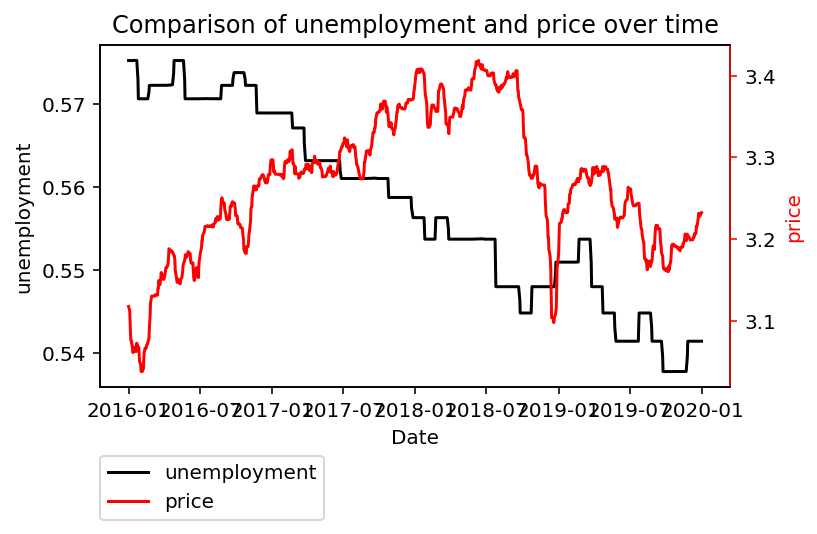 Comparison of unemployment and price over time
unemployment
0.57
0.56
0.55
0.54
3.4
3.3
3.2
3.1
price
2016-01 2016-07 2017-01 2017-07 2018-01 2018-07 2019-01 2019-07 2020-01
Date
unemployment
price